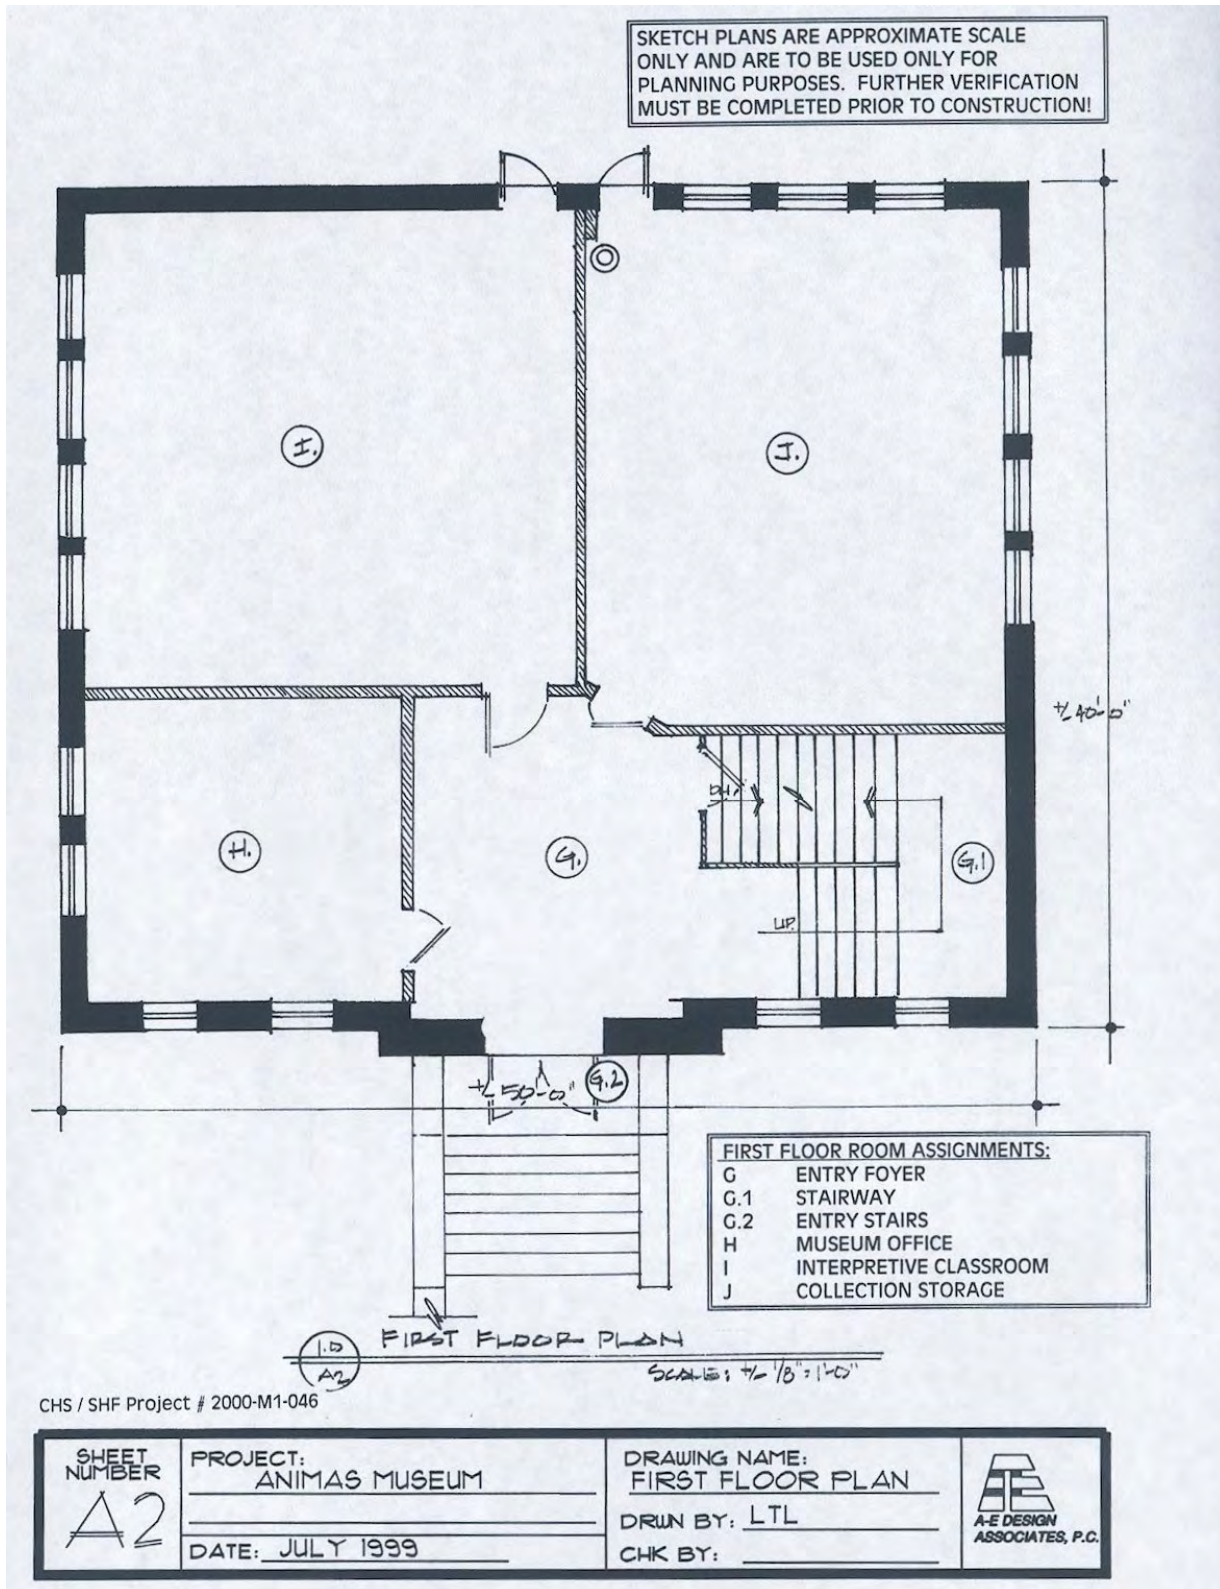 SKETCH PLANS ARE APPROXIMATE SCALE
ONLY AND ARE TO BE USED ONLY FOR
PLANNING PURPOSES. FURTHER VERIFICATION
MUST BE COMPLETED PRIOR TO CONSTRUCTION!
I.
J.
+/- 40'-0"
DN.
H.
G.
G.1
UP.
+/- 50'-0"
G.2
FIRST FLOOR ROOM ASSIGNMENTS:
G ENTRY FOYER
G.1 STAIRWAY
G.2 ENTRY STAIRS
H MUSEUM OFFICE
I INTERPRETIVE CLASSROOM
J COLLECTION STORAGE
1.0
A2
FIRST FLOOR PLAN
SCALE: +/- 1/8" = 1'-0"
CHS / SHF Project # 2000-M1-046
SHEET
NUMBER
A2
PROJECT:
ANIMAS MUSEUM
DATE: JULY 1999
DRAWING NAME:
FIRST FLOOR PLAN
DRWN BY: LTL
CHK BY:
AE
A-E DESIGN
ASSOCIATES, P.C.